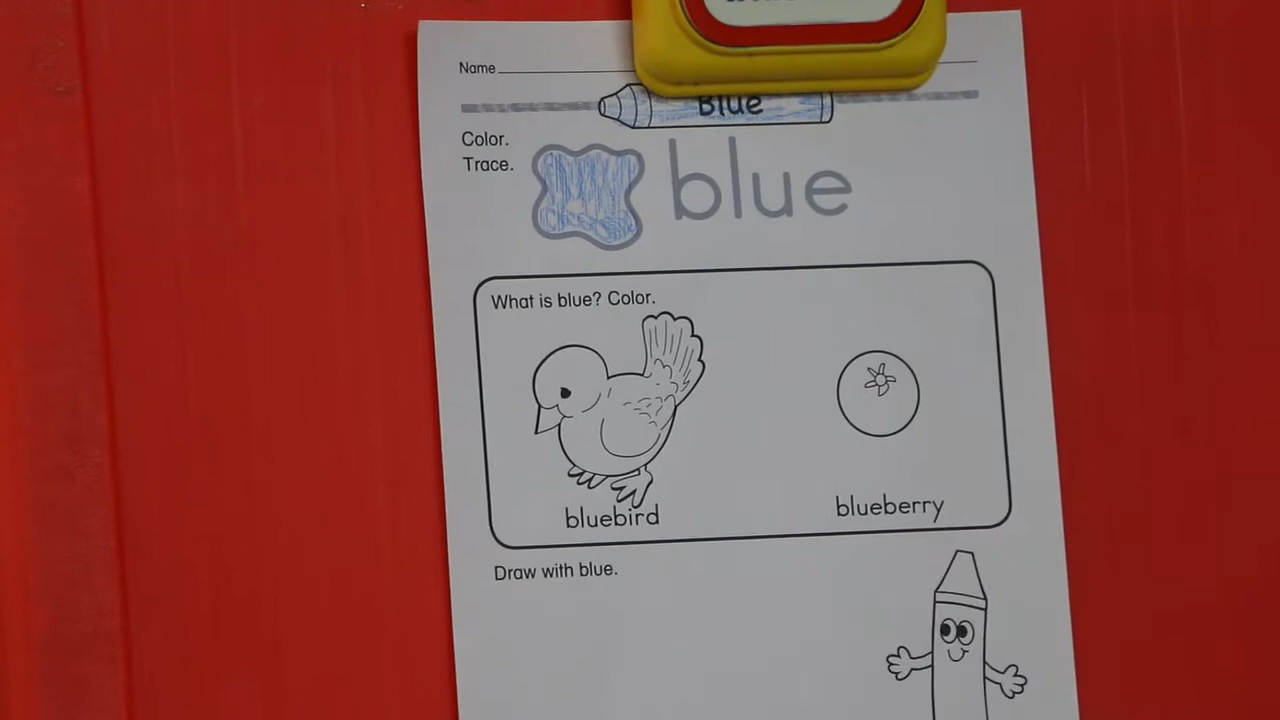 Name
Blue
Color.
Trace.
blue
What is blue? Color.
bluebird
blueberry
Draw with blue.